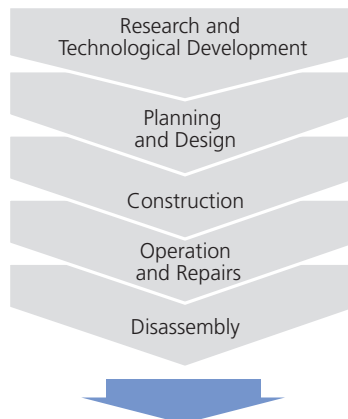 Research and
Technological Development
Planning
and Design
Construction
Operation
and Repairs
Disassembly